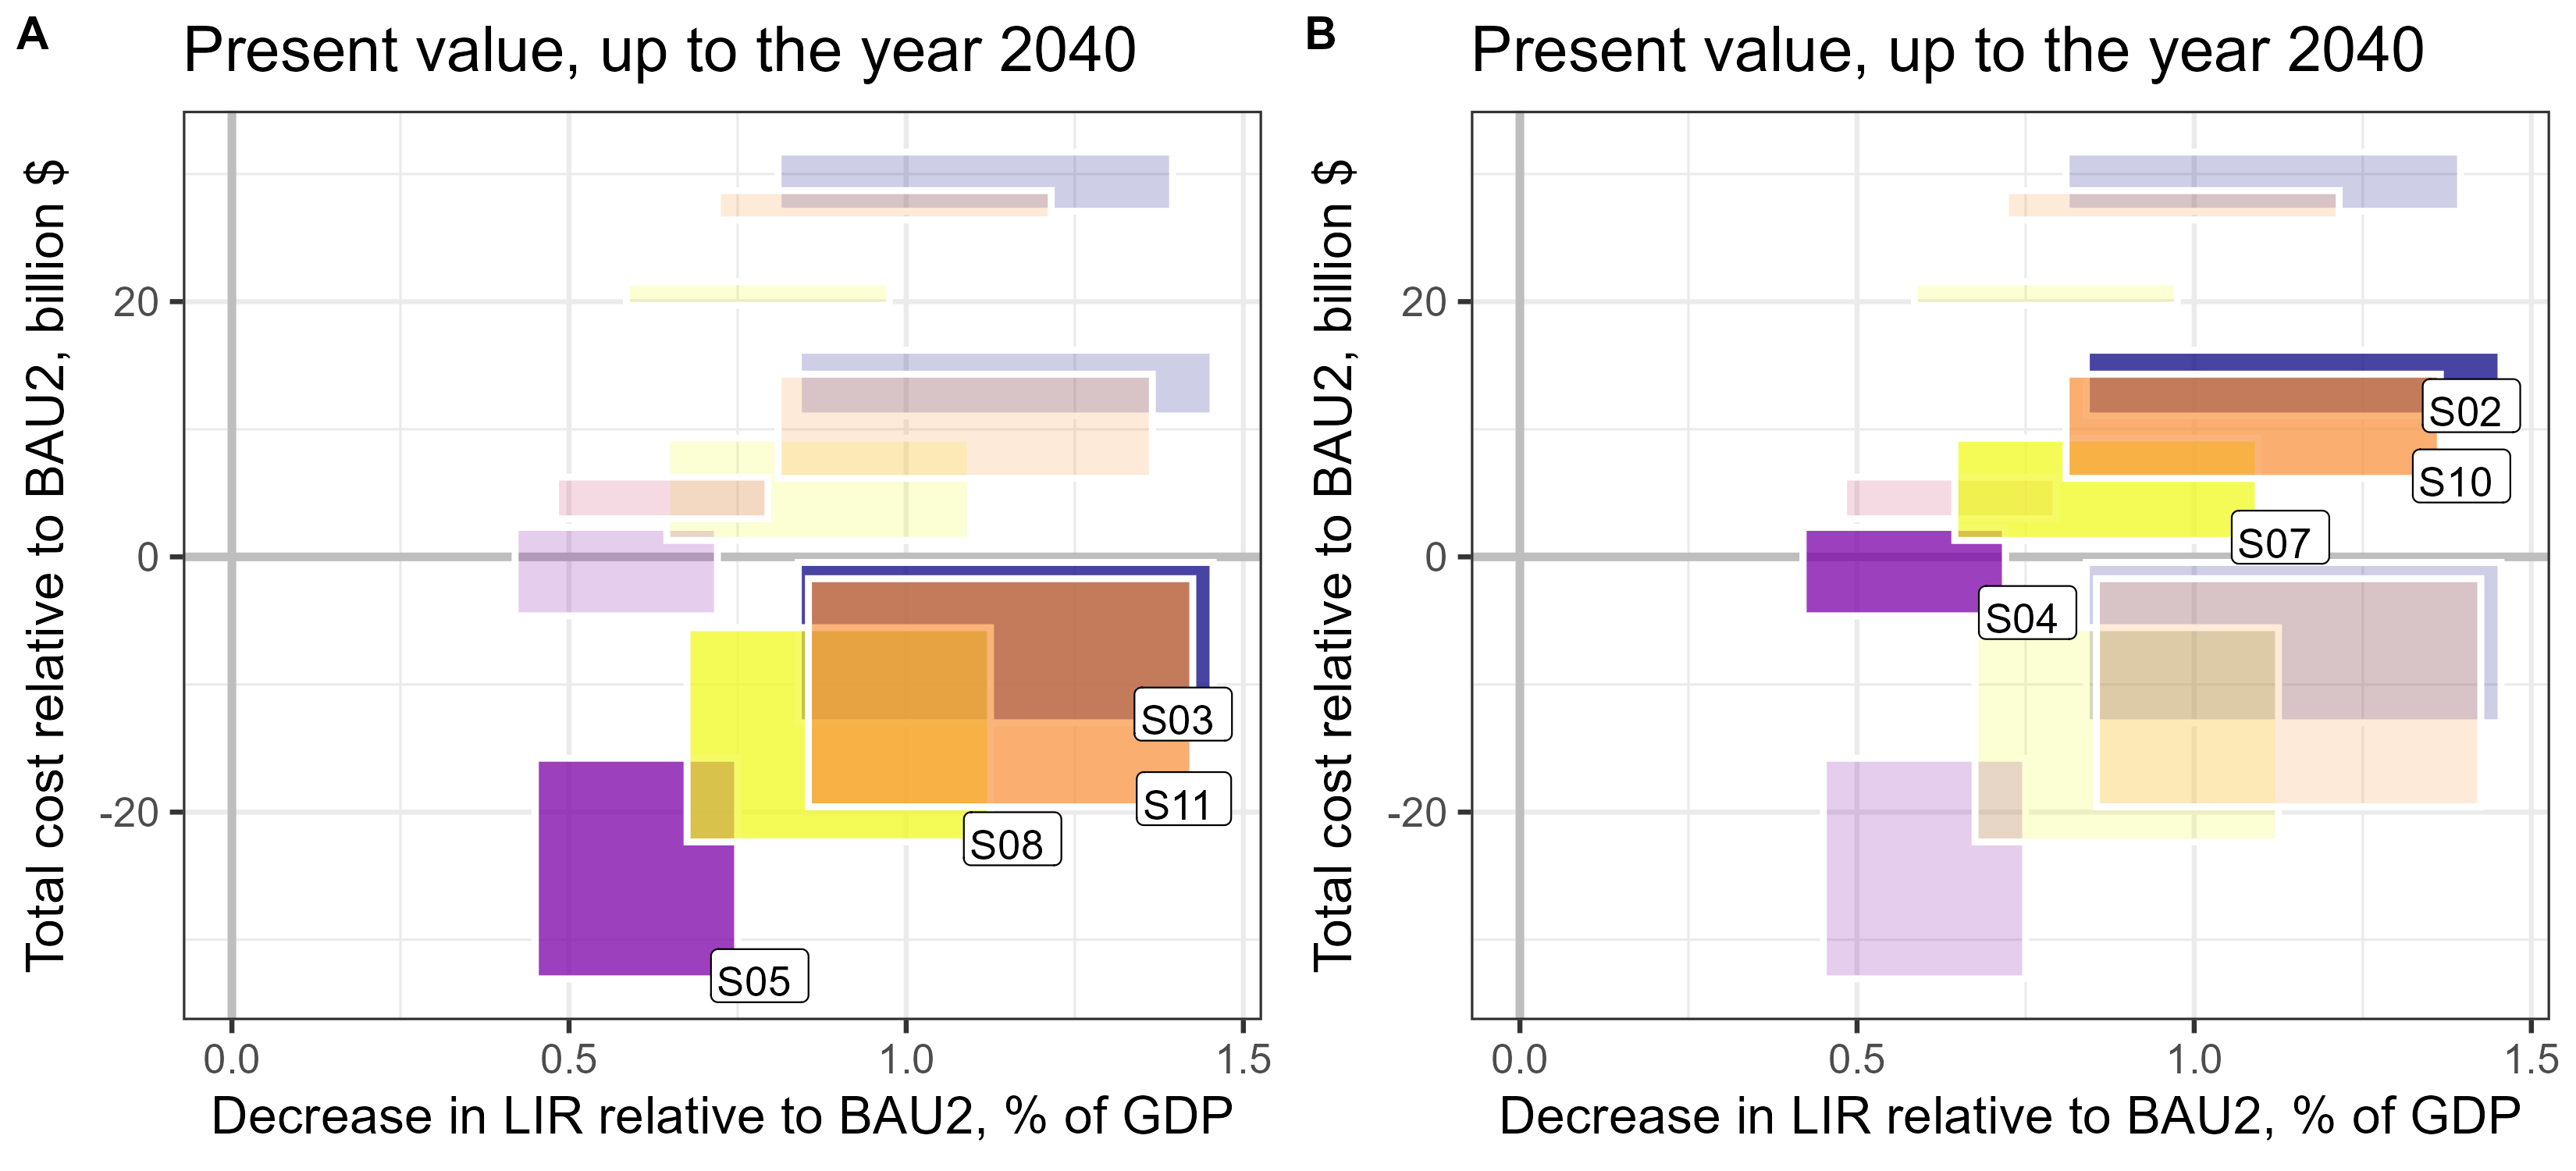 A
Present value, up to the year 2040
Total cost relative to BAU2, billion $
20
0
-20
S03
S11
S08
S05
0.0 0.5 1.0 1.5
Decrease in LIR relative to BAU2, % of GDP
B
Present value, up to the year 2040
Total cost relative to BAU2, billion $
20
0
-20
S02
S10
S07
S04
0.0 0.5 1.0 1.5
Decrease in LIR relative to BAU2, % of GDP